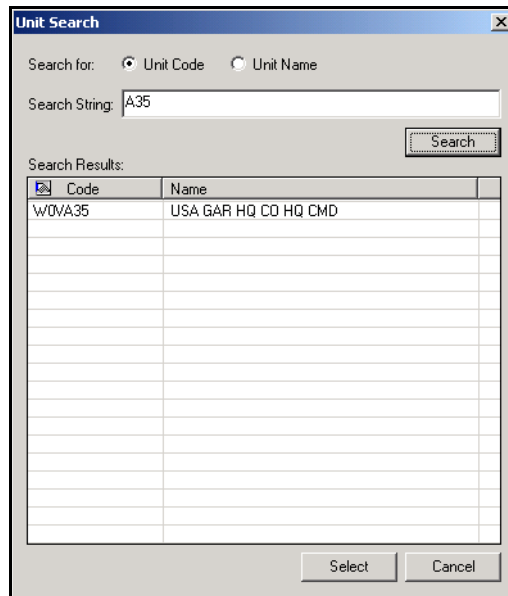 Unit Search
Search for: Unit Code Unit Name
Search String: A35
Search
Search Results:
Code Name
W0VA35 USA GAR HQ CO HQ CMD
Select Cancel